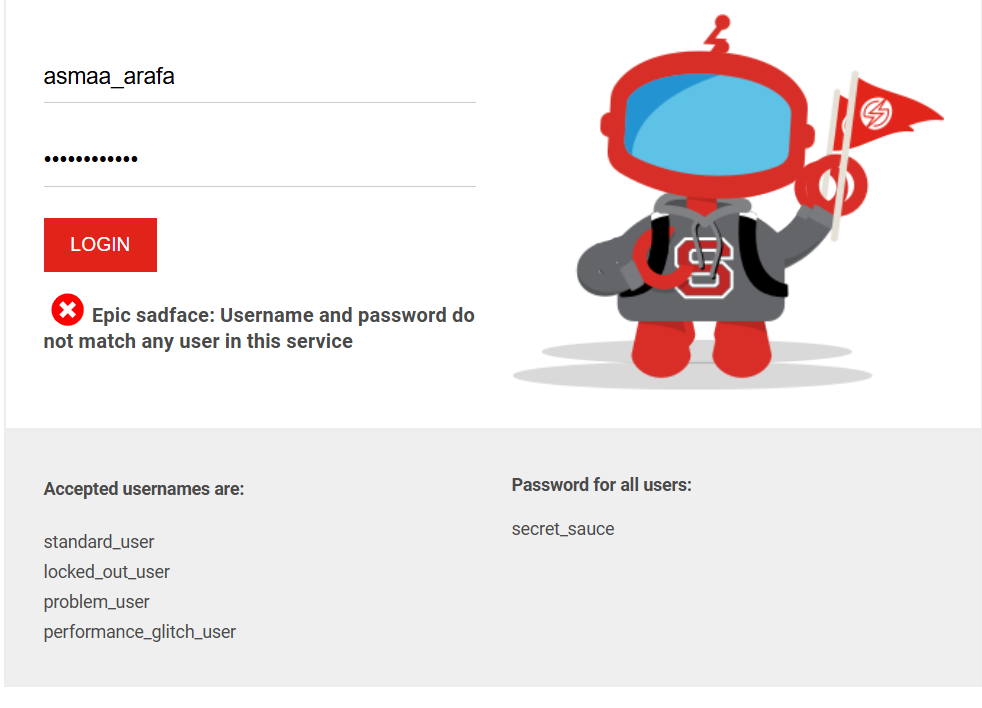 asmaa_arafa
••••••••••••
LOGIN
Epic sadface: Username and password do
not match any user in this service
S
Accepted usernames are:
standard_user
locked_out_user
problem_user
performance_glitch_user
Password for all users:
secret_sauce